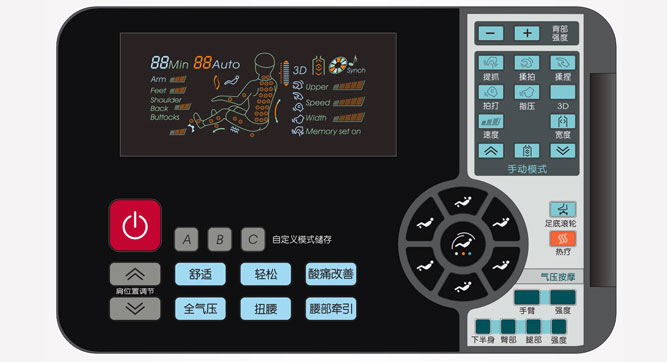 88Min 88Auto
Arm
Feet
Shoulder
Back
Buttocks
3D
Synch
Upper
Speed
Width
Memory set on
背部
强度
提抓
揉拍
揉捏
拍打
指压
3D
速度
宽度
手动模式
足底滚轮
热疗
气压按摩
手臂
强度
下半身
臀部
腿部
强度
A
B
C
自定义模式储存
肩位置调节
舒适
轻松
酸痛改善
全气压
扭腰
腰部牵引